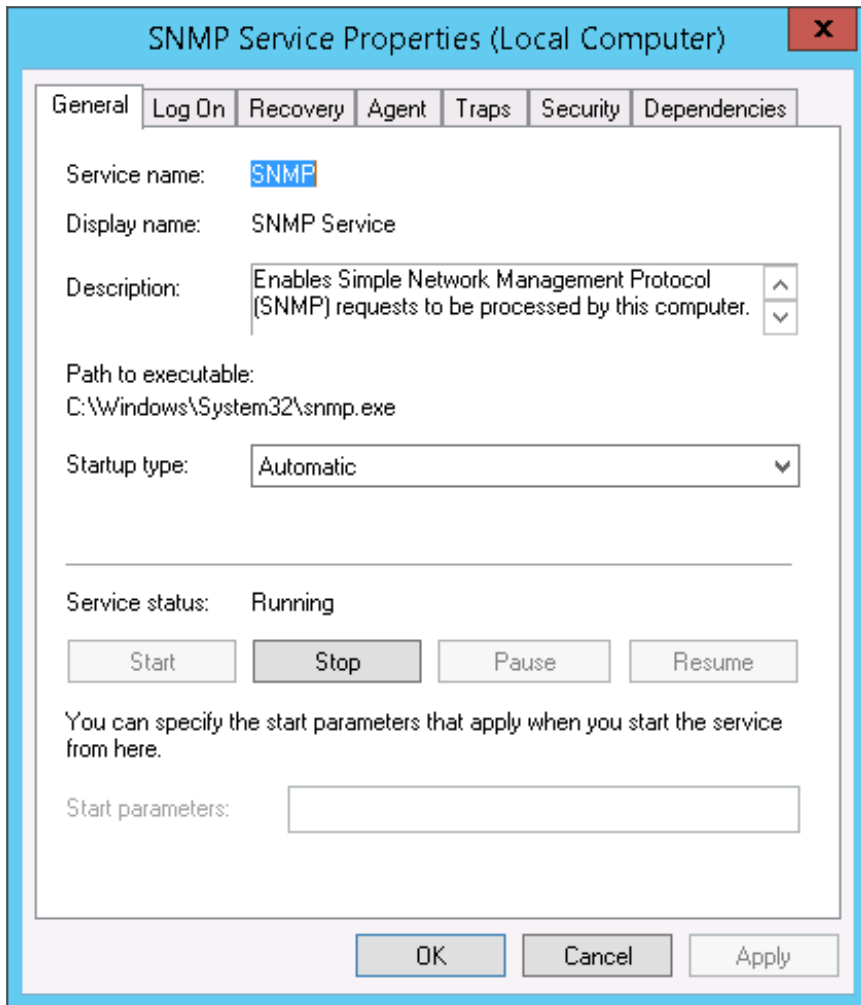 SNMP Service Properties (Local Computer)
x
General Log On Recovery Agent Traps Security Dependencies
Service name: SNMP
Display name: SNMP Service
Description: Enables Simple Network Management Protocol
(SNMP) requests to be processed by this computer.
Path to executable:
C:\Windows\System32\snmp.exe
Startup type: Automatic
Service status: Running
Start Stop Pause Resume
You can specify the start parameters that apply when you start the service
from here.
Start parameters:
OK Cancel Apply